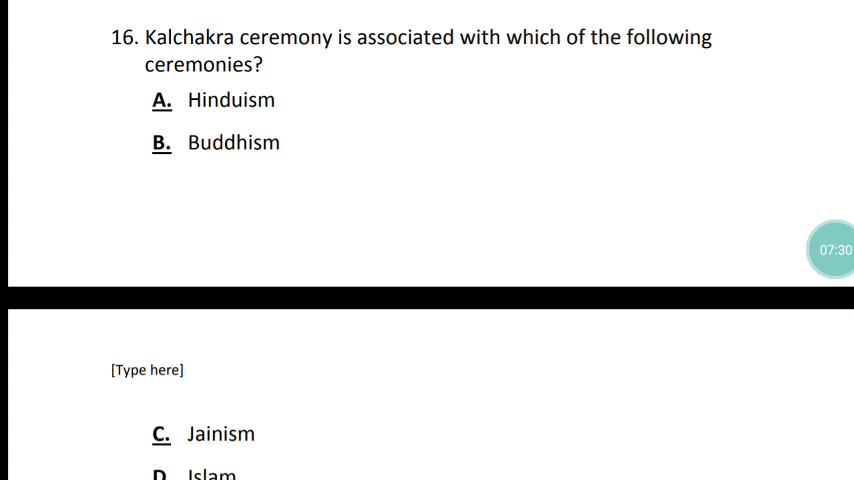 16. Kalchakra ceremony is associated with which of the following
ceremonies?
A. Hinduism
B. Buddhism
07:30
[Type here]
C. Jainism
D. Islam